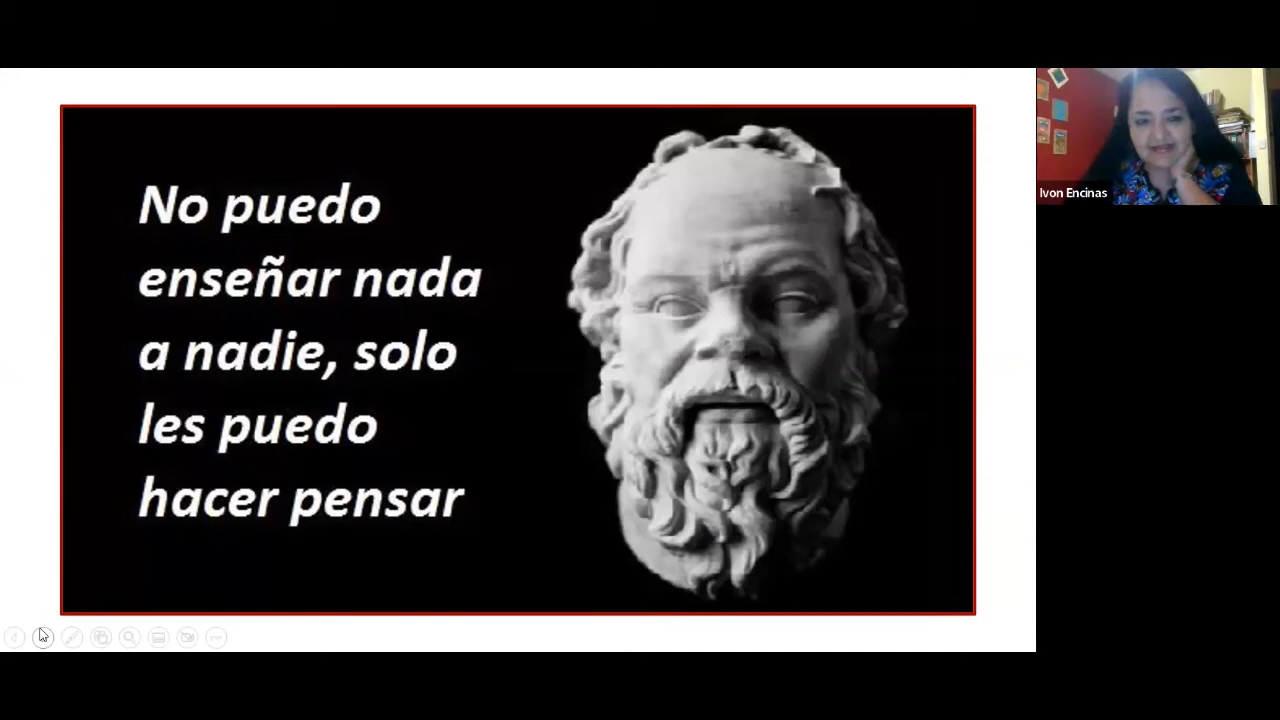 No puedo
enseñar nada
a nadie, solo
les puedo
hacer pensar
Ivon Encinas